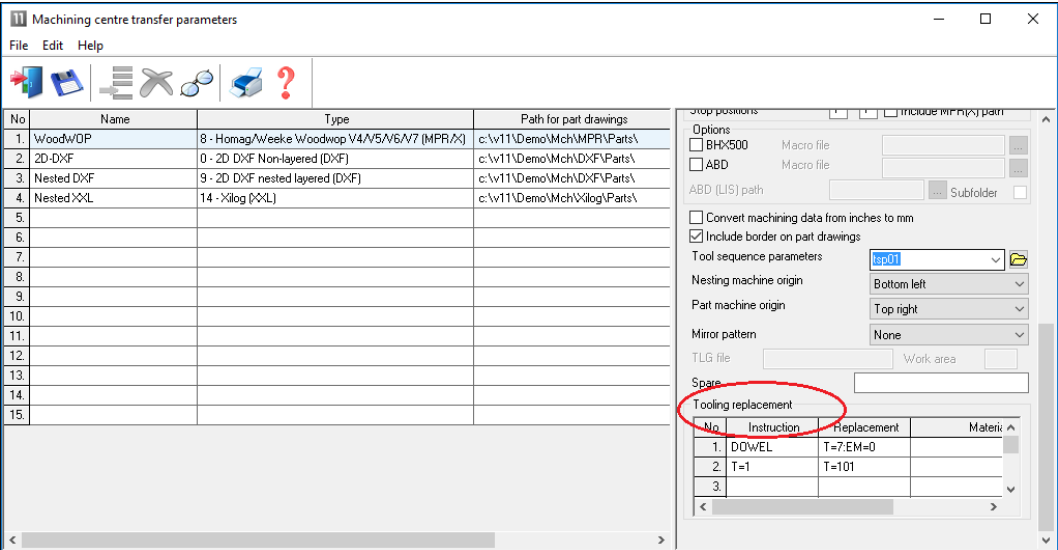 11 Machining centre transfer parameters
File Edit Help
No Name Type Path for part drawings
1. WoodWOP 8 - Homag/Weeke Woodwop V4/V5/V6/V7 (MPR/X) c:\v11\Demo\Mch\MPR\Parts\
2. 2D-DXF 0 - 2D DXF Non-layered (DXF) c:\v11\Demo\Mch\DXF\Parts\
3. Nested DXF 9 - 2D DXF nested layered (DXF) c:\v11\Demo\Mch\DXF\Parts\
4. Nested XXL 14 - Xilog (XXL) c:\v11\Demo\Mch\Xilog\Parts\
5.
6.
7.
8.
9.
10.
11.
12.
13.
14.
15.
Stop positions Include MPR(X) path
Options
BHX500 Macro file ...
ABD Macro file ...
ABD (LIS) path ... Subfolder
Convert machining data from inches to mm
Include border on part drawings
Tool sequence parameters tsp01
Nesting machine origin Bottom left
Part machine origin Top right
Mirror pattern None
TLG file Work area
Spare
Tooling replacement
No Instruction Replacement Materia
1. DOWEL T=7:EM=0
2. T=1 T=101
3.